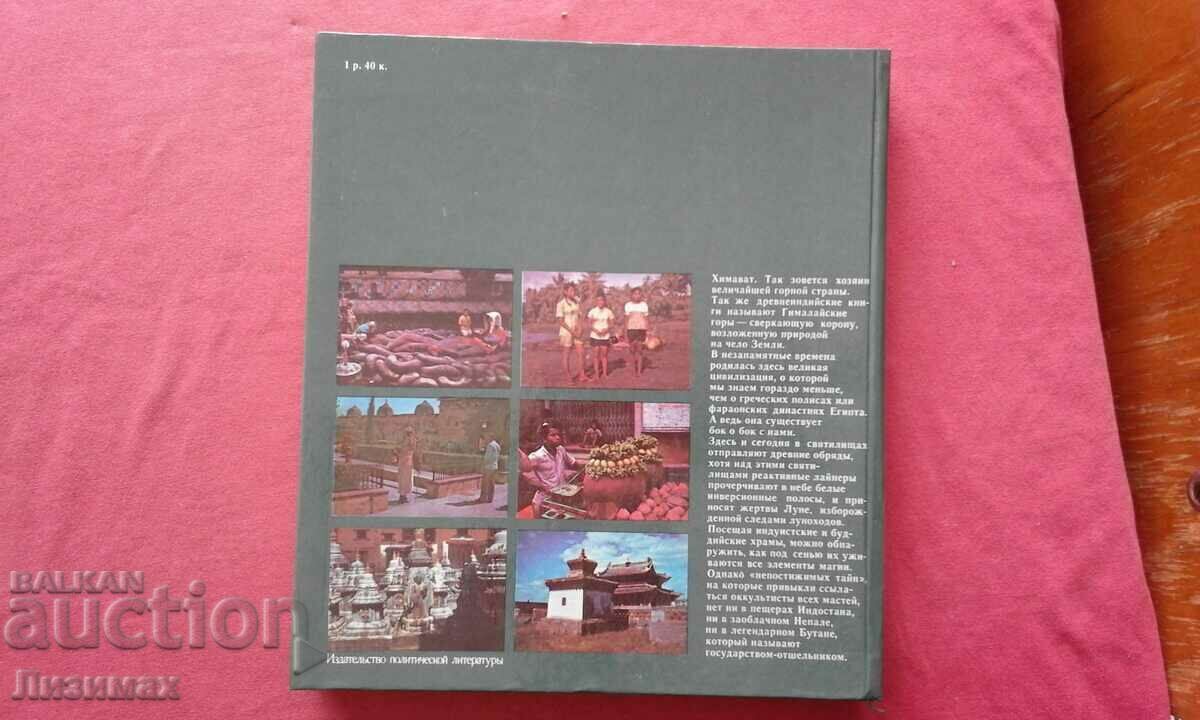 1 р. 40 к.
Химават. Так зовется хозяин
величайшей горной страны.
Так же древнеиндийские кни-
ги называют Гималайские
горы — сверкающую корону,
возложенную природой
на чело Земли.
В незапамятные времена
родилась здесь великая
цивилизация, о которой
мы знаем гораздо меньше,
чем о греческих полисах или
фараонских династиях Египта.
А ведь она существует
бок о бок с нами.
Здесь и сегодня в святилищах
отправляют древние обряды,
хотя над этими святи-
лищами реактивные лайнеры
прочерчивают в небе белые
инверсионные полосы, и при-
носят жертвы Луне, изборож-
денной следами луноходов.
Посещая индуистские и буд-
дийские храмы, можно обна-
ружить, как под сенью их ужи-
ваются все элементы магии.
Однако «непостижимых тайн»,
на которые привыкли ссыла-
ться оккультисты всех мастей,
нет ни в пещерах Индостана,
ни в заоблачном Непале,
ни в легендарном Бутане,
который называют
государством-отшельником.
Издательство политической литературы
BALKAN
auction
Лизимах